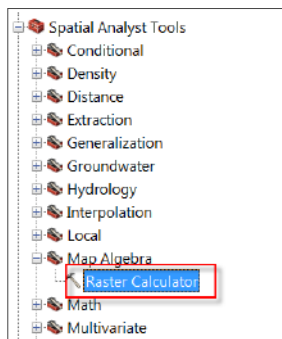 Spatial Analyst Tools
Conditional
Density
Distance
Extraction
Generalization
Groundwater
Hydrology
Interpolation
Local
Map Algebra
Raster Calculator
Math
Multivariate